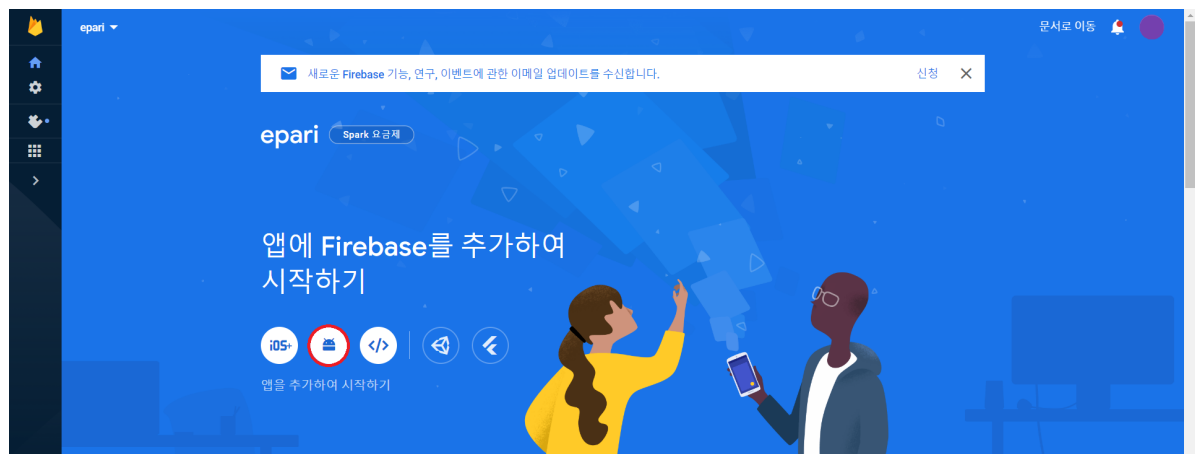 epari
문서로 이동
새로운 Firebase 기능, 연구, 이벤트에 관한 이메일 업데이트를 수신합니다.
신청
epari
Spark 요금제
앱에 Firebase를 추가하여
시작하기
iOS+
</>
앱을 추가하여 시작하기